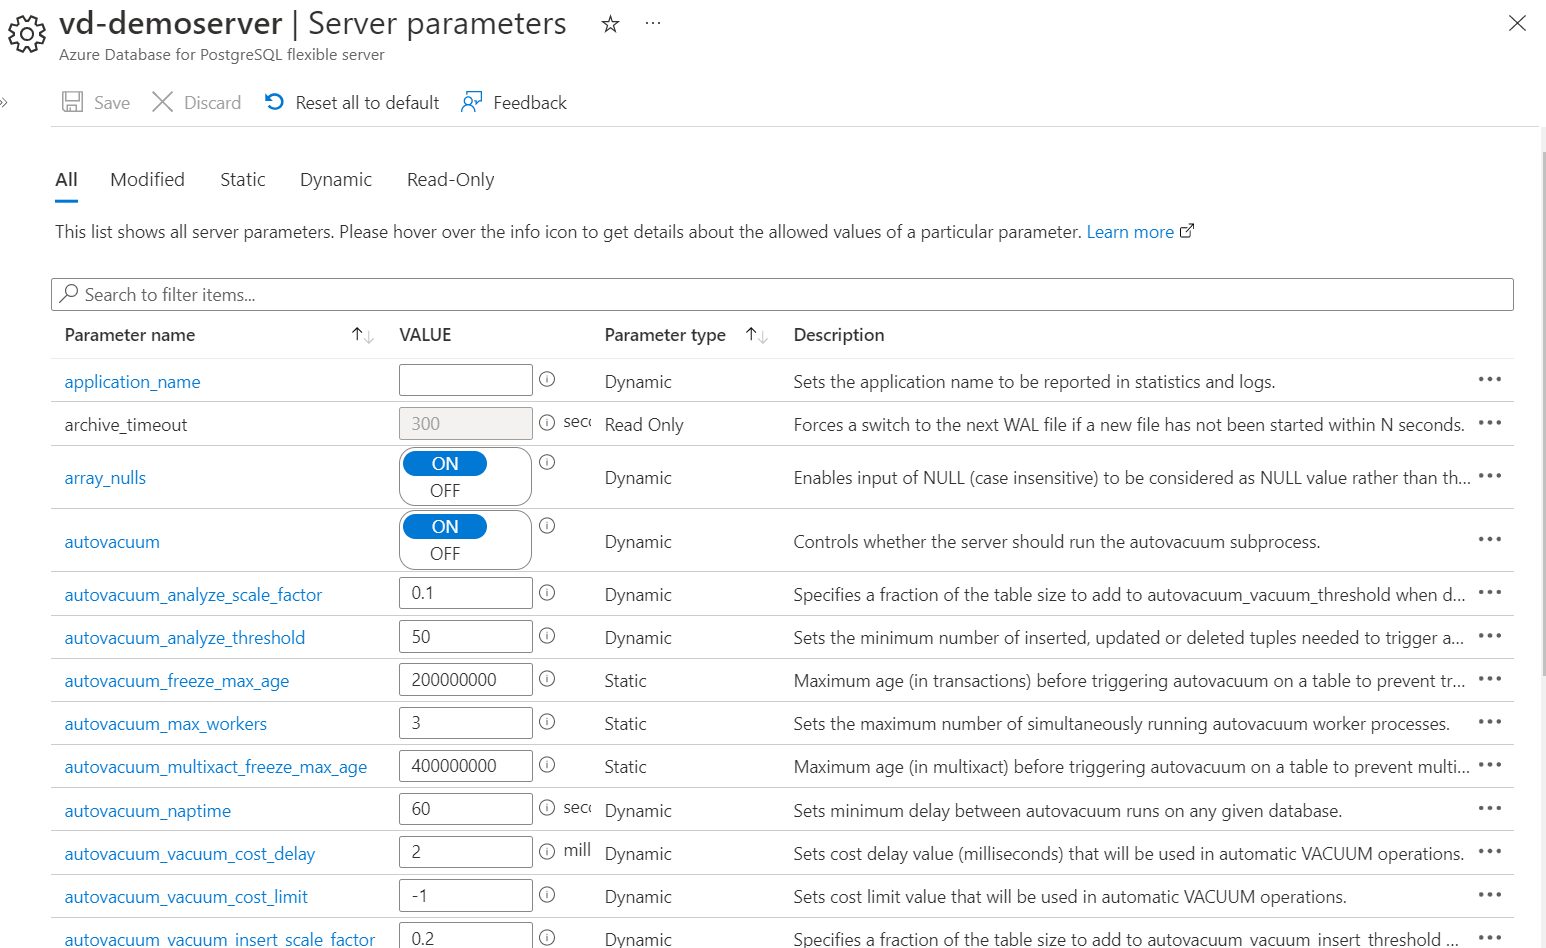 vd-demoserver | Server parameters ☆ ...
Azure Database for PostgreSQL flexible server
Save Discard Reset all to default Feedback
All Modified Static Dynamic Read-Only
This list shows all server parameters. Please hover over the info icon to get details about the allowed values of a particular parameter. Learn more
Search to filter items...
Parameter name ↑↓ VALUE Parameter type ↑↓ Description
application_name Dynamic Sets the application name to be reported in statistics and logs. ...
archive_timeout 300 sec Read Only Forces a switch to the next WAL file if a new file has not been started within N seconds. ...
ON
array_nulls Dynamic Enables input of NULL (case insensitive) to be considered as NULL value rather than th... ...
OFF
ON
autovacuum Dynamic Controls whether the server should run the autovacuum subprocess. ...
OFF
autovacuum_analyze_scale_factor 0.1 Dynamic Specifies a fraction of the table size to add to autovacuum_vacuum_threshold when d... ...
autovacuum_analyze_threshold 50 Dynamic Sets the minimum number of inserted, updated or deleted tuples needed to trigger a... ...
autovacuum_freeze_max_age 200000000 Static Maximum age (in transactions) before triggering autovacuum on a table to prevent tr... ...
autovacuum_max_workers 3 Static Sets the maximum number of simultaneously running autovacuum worker processes. ...
autovacuum_multixact_freeze_max_age 400000000 Static Maximum age (in multixact) before triggering autovacuum on a table to prevent multi... ...
autovacuum_naptime 60 sec Dynamic Sets minimum delay between autovacuum runs on any given database. ...
autovacuum_vacuum_cost_delay 2 mill Dynamic Sets cost delay value (milliseconds) that will be used in automatic VACUUM operations. ...
autovacuum_vacuum_cost_limit -1 Dynamic Sets cost limit value that will be used in automatic VACUUM operations. ...
autovacuum_vacuum_insert_scale_factor 0.2 Dynamic Specifies a fraction of the table size to add to autovacuum_vacuum_insert_threshold ... ...